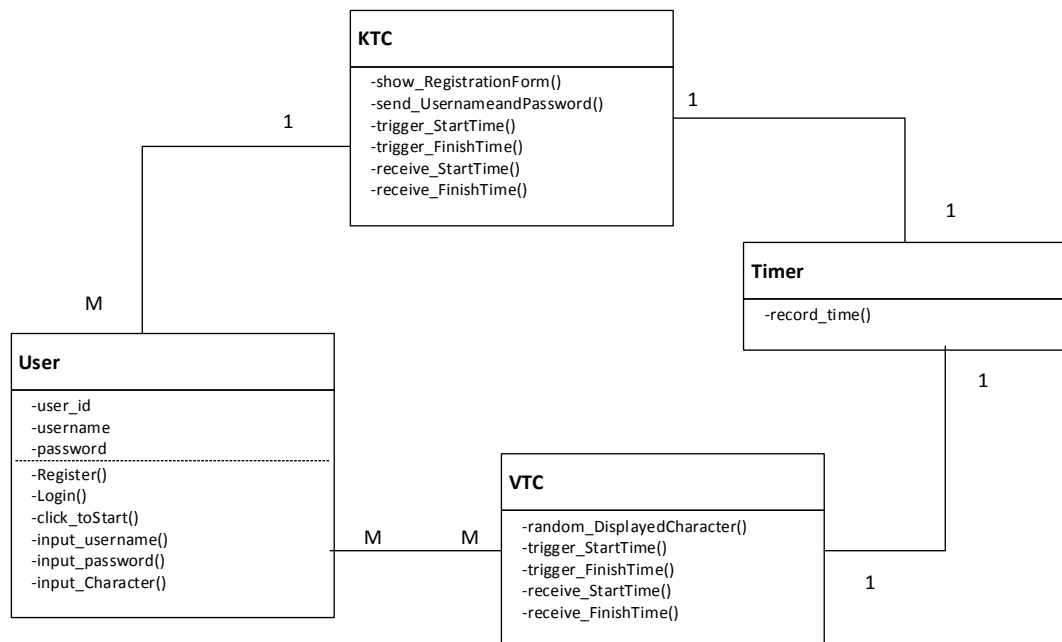 KTC
-show_RegistrationForm()
-send_UsernameandPassword()
-trigger_StartTime()
-trigger_FinishTime()
-receive_StartTime()
-receive_FinishTime()
1
1
1
Timer
-record_time()
M
User
-user_id
-username
-password
-Register()
-Login()
-click_toStart()
-input_username()
-input_password()
-input_Character()
1
M
M
VTC
-random_DisplayedCharacter()
-trigger_StartTime()
-trigger_FinishTime()
-receive_StartTime()
-receive_FinishTime()
1